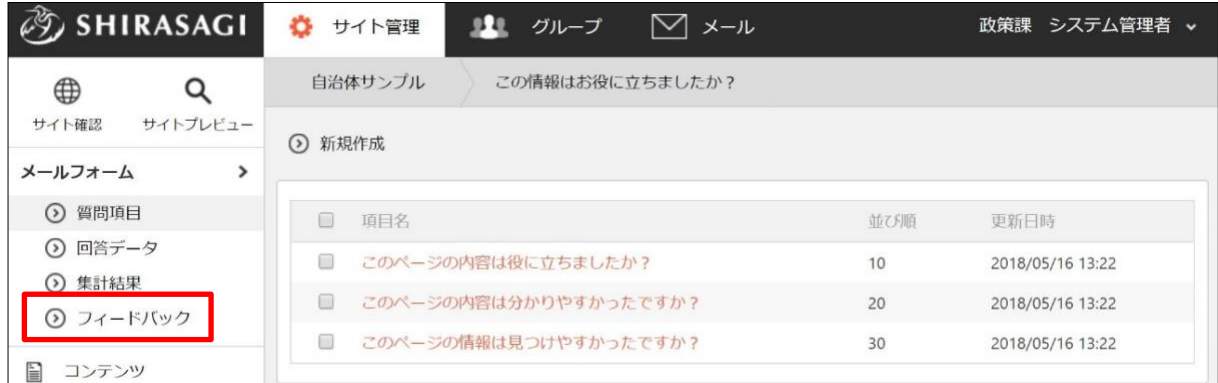 SHIRASAGI サイト管理 グループ メール 政策課 システム管理者
サイト確認 サイトプレビュー
自治体サンプル この情報はお役に立ちましたか？
新規作成
メールフォーム
質問項目
回答データ
集計結果
フィードバック
コンテンツ
項目名 並び順 更新日時
このページの内容は役に立ちましたか？ 10 2018/05/16 13:22
このページの内容は分かりやすかったですか？ 20 2018/05/16 13:22
このページの情報は見つけやすかったですか？ 30 2018/05/16 13:22